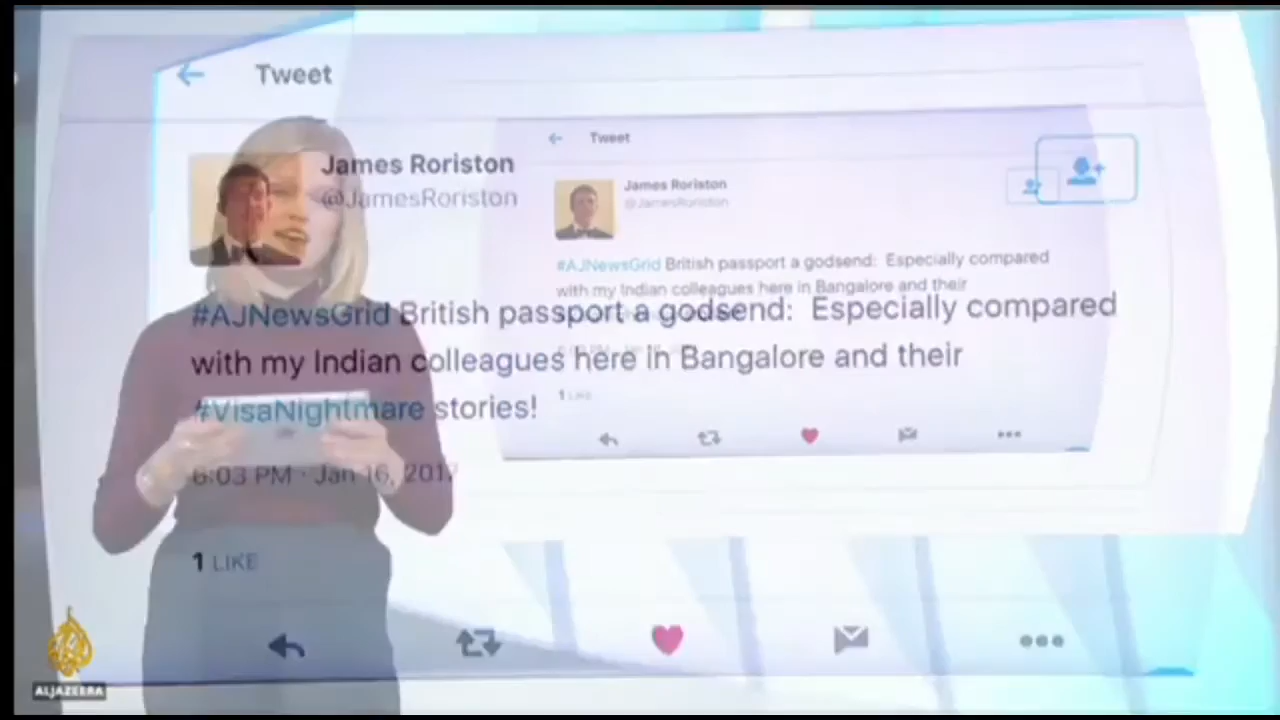 Tweet
James Roriston
@JamesRoriston
#AJNewsGrid British passport a godsend: Especially compared
with my Indian colleagues here in Bangalore and their
#VisaNightmare stories!
6:03 PM · Jan 16, 2017
1 LIKE
Tweet
James Roriston
@JamesRoriston
#AJNewsGrid British passport a godsend: Especially compared
with my Indian colleagues here in Bangalore and their
1 LIKE
ALJAZEERA